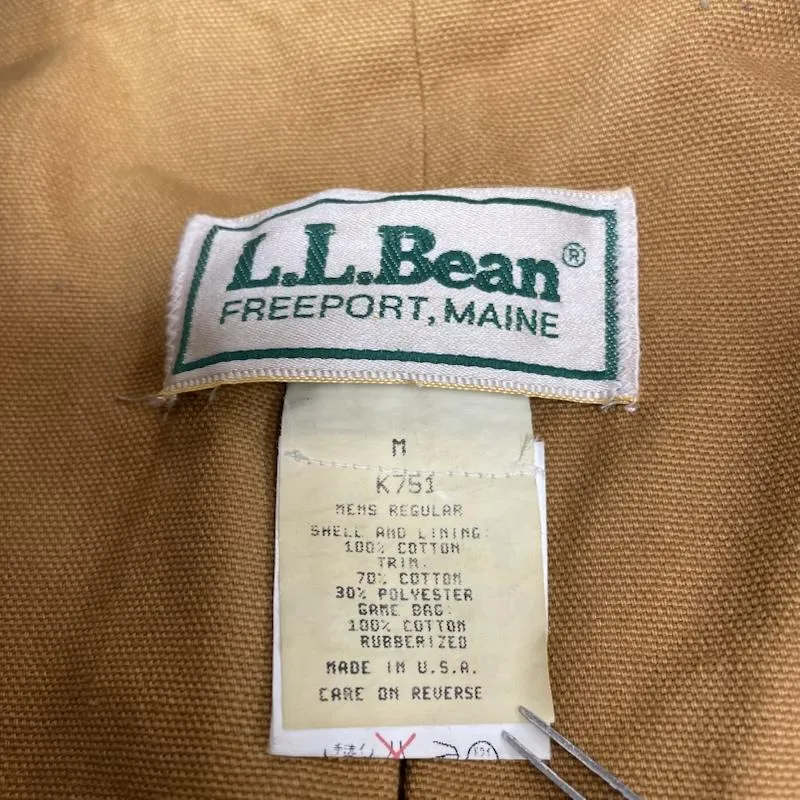 L.L.Bean®
FREEPORT, MAINE
M
K751
MENS REGULAR
SHELL AND LINING:
100% COTTON
TRIM:
70% COTTON
30% POLYESTER
GAME BAG:
100% COTTON
RUBBERIZED
MADE IN U.S.A.
CARE ON REVERSE